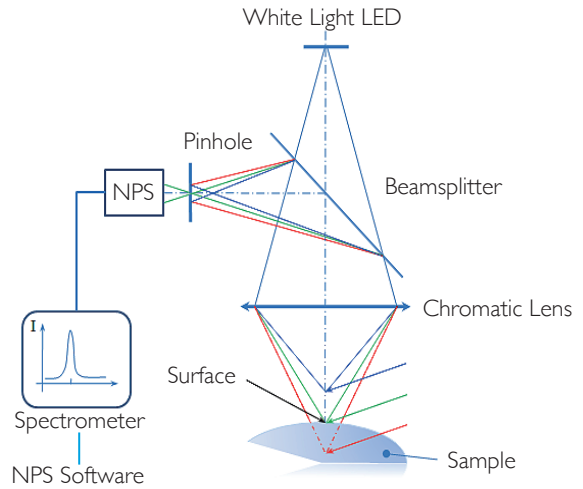 White Light LED
Pinhole
NPS
Beamsplitter
Chromatic Lens
I
Surface
Spectrometer
Sample
NPS Software